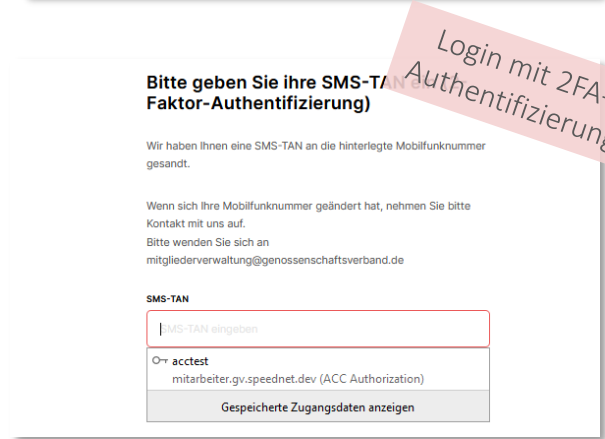 Login mit 2FA-
Authentifizierung
Bitte geben Sie ihre SMS-TAN ein (2-
Faktor-Authentifizierung)
Wir haben Ihnen eine SMS-TAN an die hinterlegte Mobilfunknummer
gesandt.
Wenn sich Ihre Mobilfunknummer geändert hat, nehmen Sie bitte
Kontakt mit uns auf.
Bitte wenden Sie sich an
mitgliederverwaltung@genossenschaftsverband.de
SMS-TAN
SMS-TAN eingeben
acctest
mitarbeiter.gv.speednet.dev (ACC Authorization)
Gespeicherte Zugangsdaten anzeigen